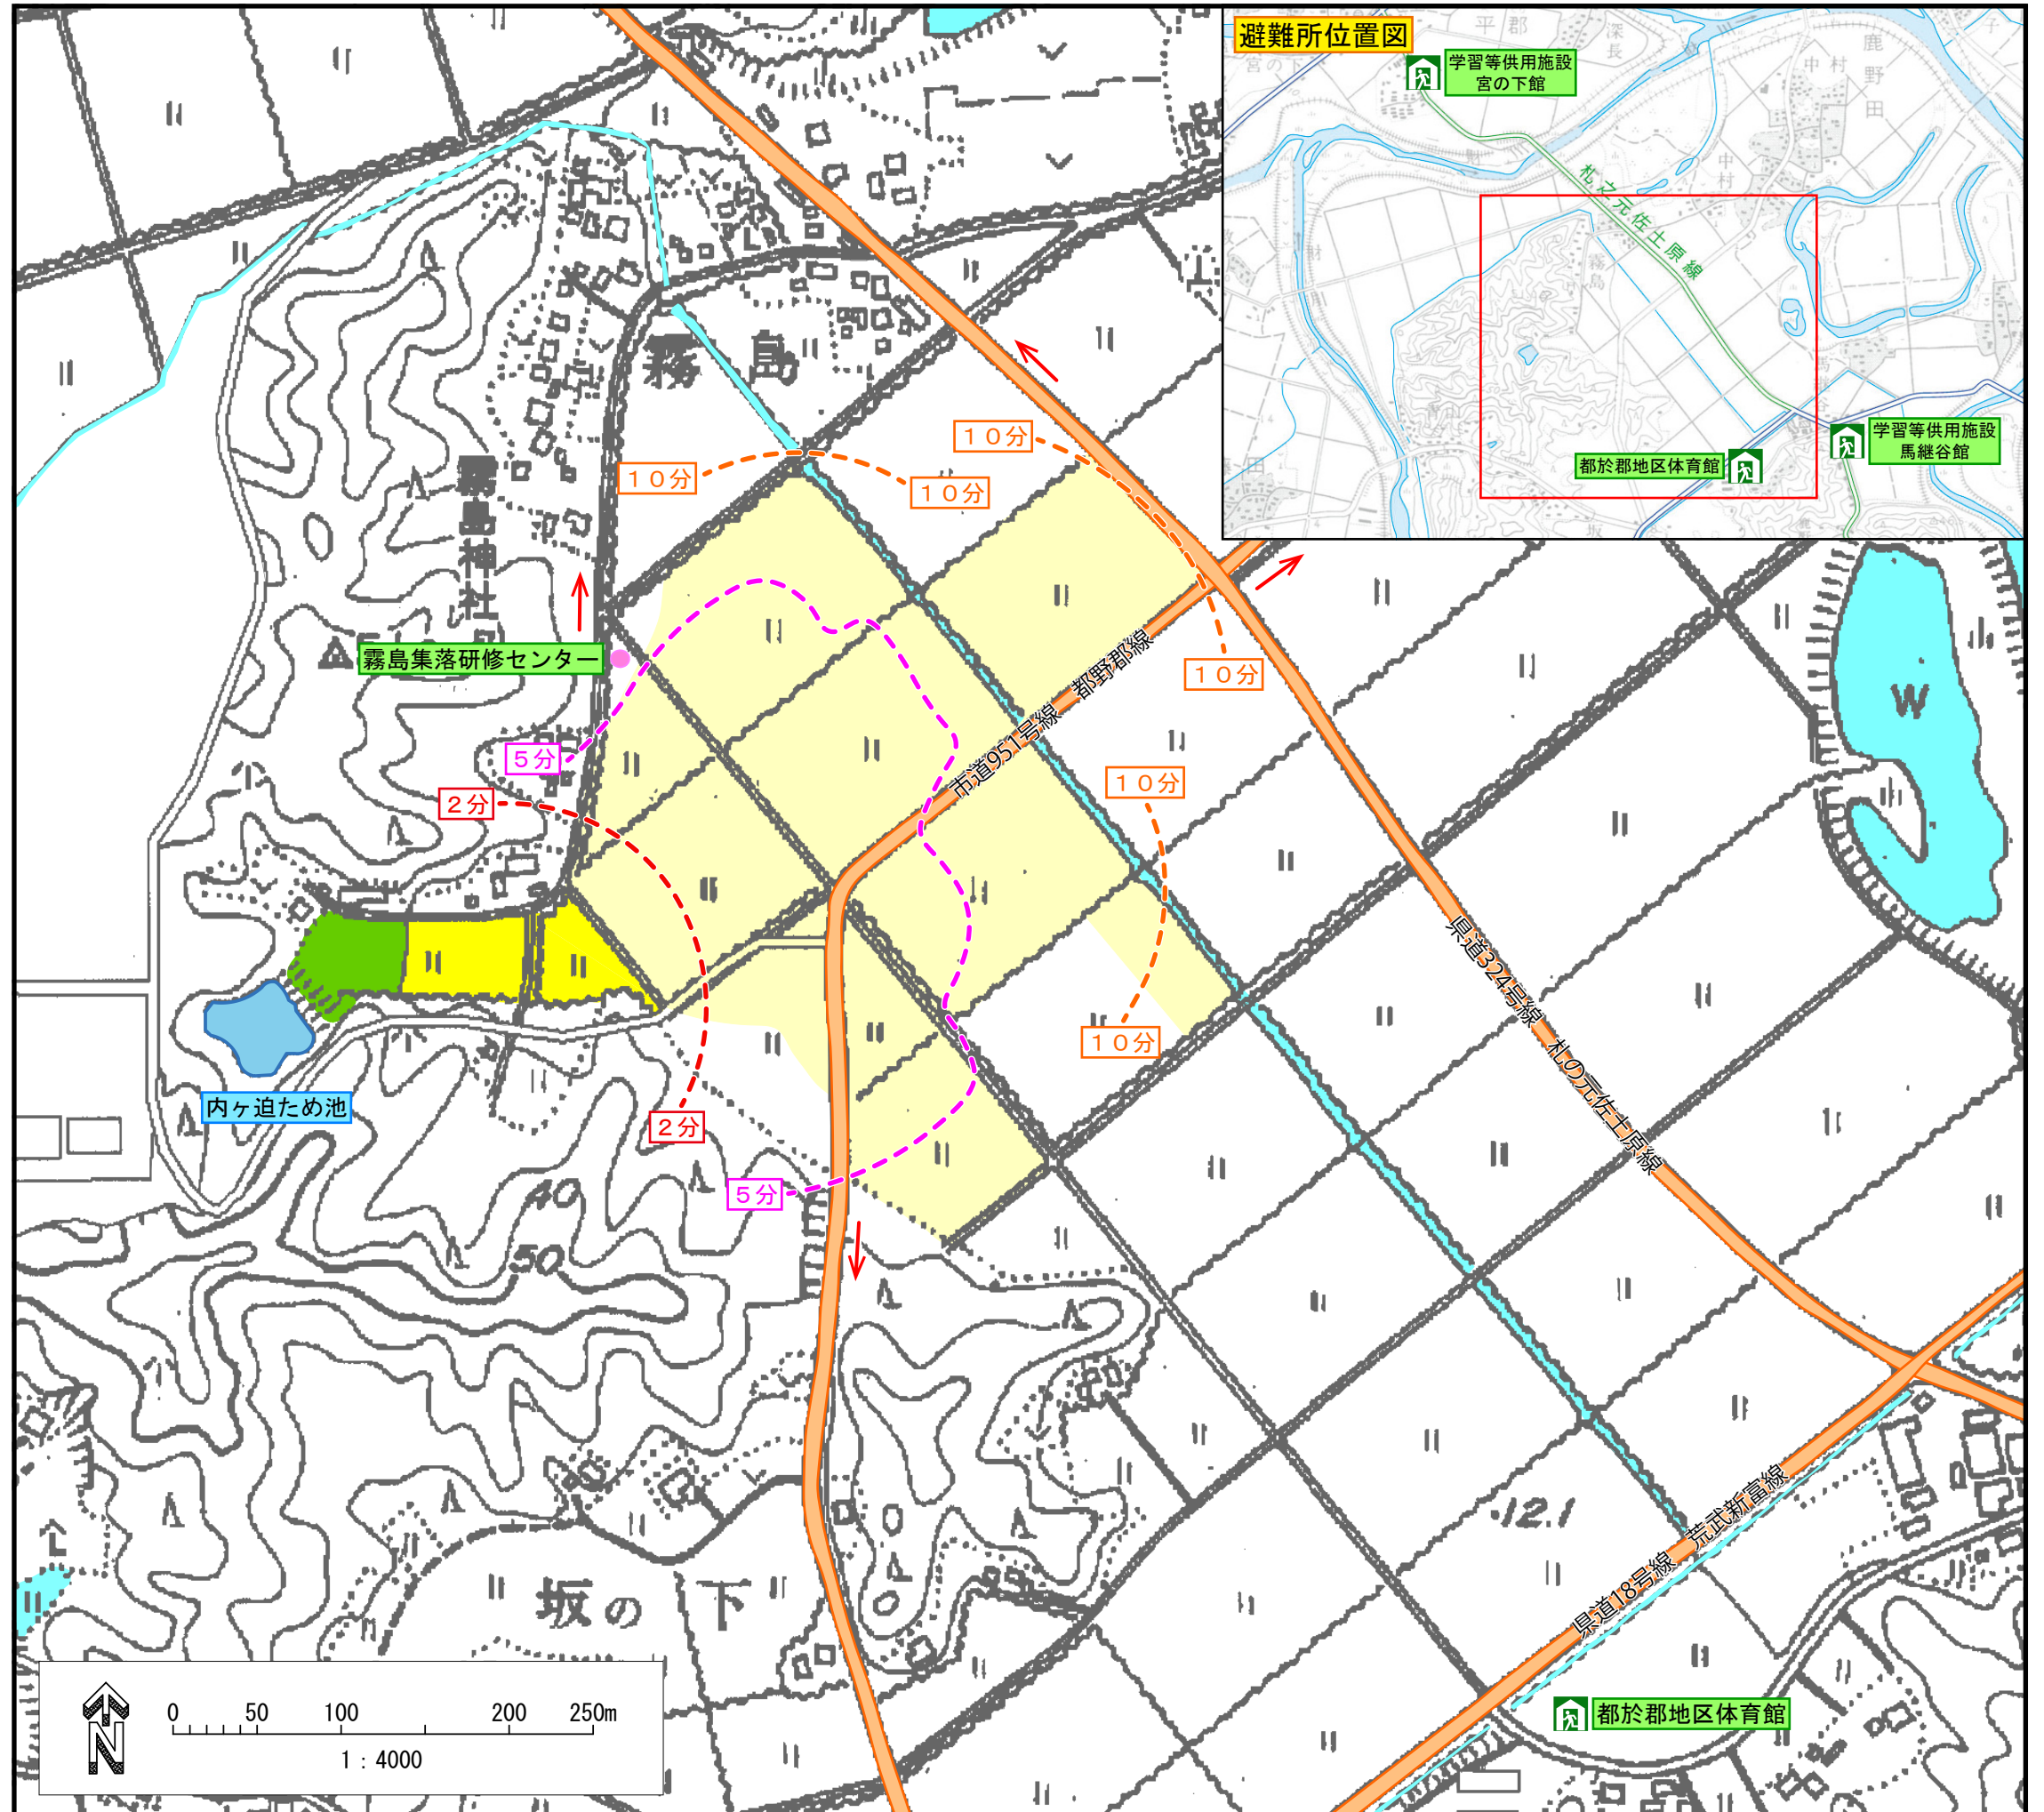 避難所位置図
学習等供用施設
宮の下館
平郡
深
長
中村
鹿
野
田
宮の下
中
村
札之元佐土原線
霧
島
学習等供用施設
馬継谷館
都於郡地区体育館
田
坂
霧島
霧島神社
１０分
１０分
１０分
１０分
１０分
１０分
霧島集落研修センター
５分
２分
市道951号線 都野郡線
W
県道324号線 札の元佐土原線
内ヶ迫ため池
２分
５分
40
50
坂の下
12.1
県道18号線 荒武新富線
都於郡地区体育館
0 50 100 200 250m
1：4000
N